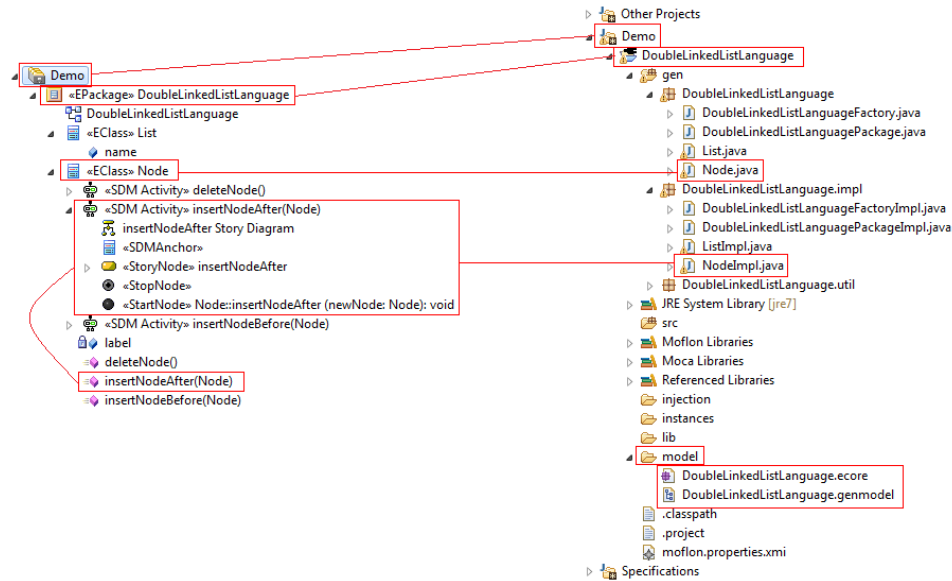 Demo
«EPackage» DoubleLinkedListLanguage
DoubleLinkedListLanguage
«EClass» List
name
«EClass» Node
«SDM Activity» deleteNode()
«SDM Activity» insertNodeAfter(Node)
insertNodeAfter Story Diagram
«SDMAnchor»
«StoryNode» insertNodeAfter
«StopNode»
«StartNode» Node::insertNodeAfter (newNode: Node): void
«SDM Activity» insertNodeBefore(Node)
label
deleteNode()
insertNodeAfter(Node)
insertNodeBefore(Node)
Other Projects
Demo
DoubleLinkedListLanguage
gen
DoubleLinkedListLanguage
DoubleLinkedListLanguageFactory.java
DoubleLinkedListLanguagePackage.java
List.java
Node.java
DoubleLinkedListLanguage.impl
DoubleLinkedListLanguageFactoryImpl.java
DoubleLinkedListLanguagePackageImpl.java
ListImpl.java
NodeImpl.java
DoubleLinkedListLanguage.util
JRE System Library [jre7]
src
Moflon Libraries
Moca Libraries
Referenced Libraries
injection
instances
lib
model
DoubleLinkedListLanguage.ecore
DoubleLinkedListLanguage.genmodel
.classpath
.project
moflon.properties.xmi
Specifications